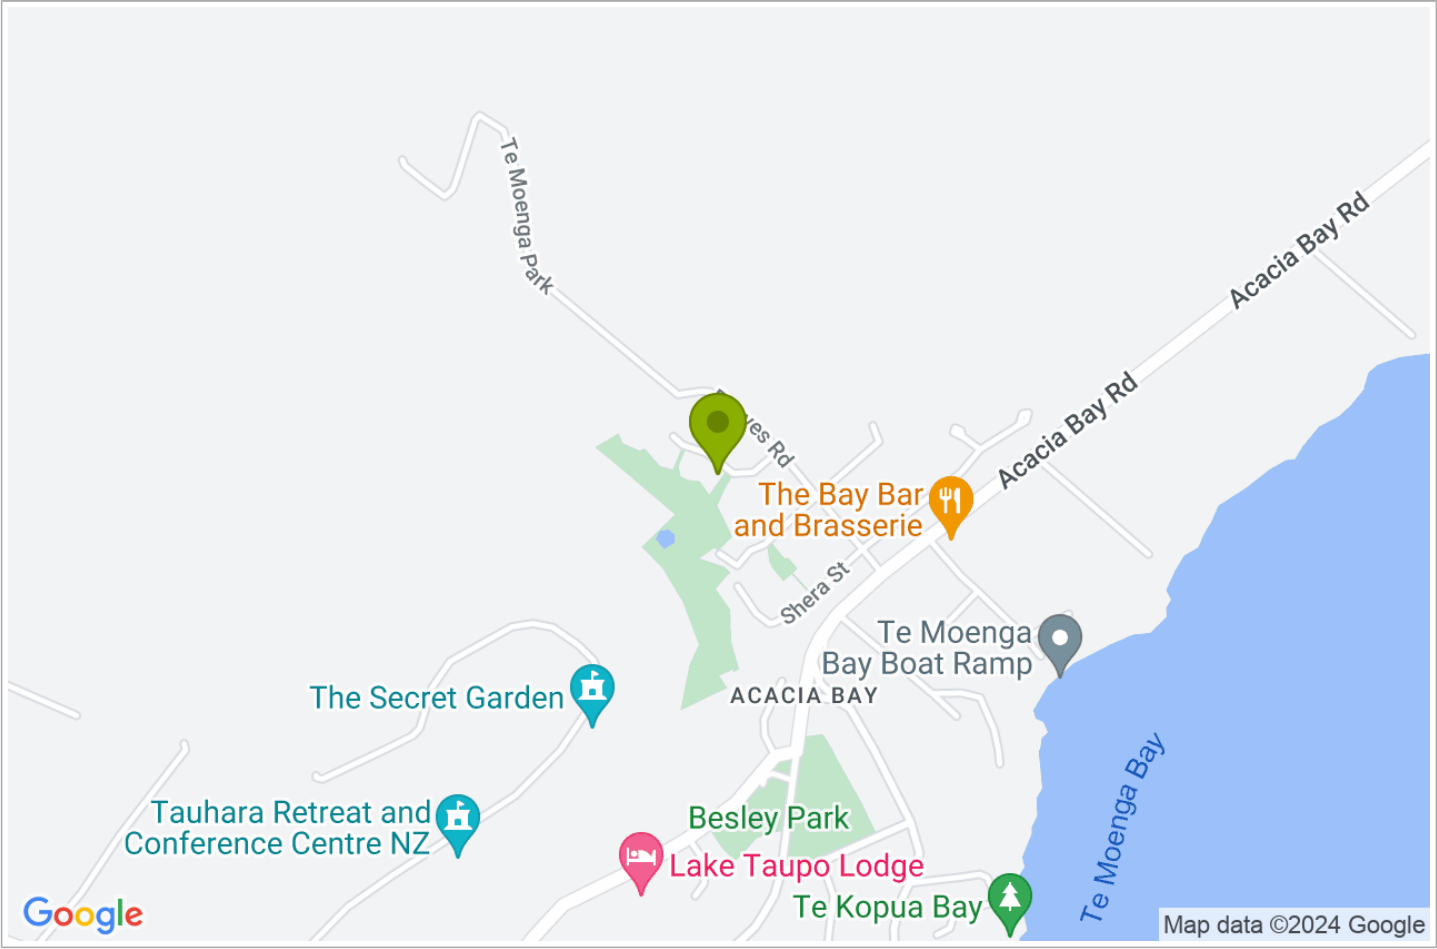 Te Moenga Park
Acacia Bay Rd
Acacia Bay Rd
Rd
The Bay Bar
and Brasserie
Shera St
Te Moenga
Bay Boat Ramp
The Secret Garden
ACACIA BAY
Te Moenga Bay
Tauhara Retreat and
Conference Centre NZ
Besley Park
Lake Taupo Lodge
Te Kopua Bay
Google
Map data ©2024 Google